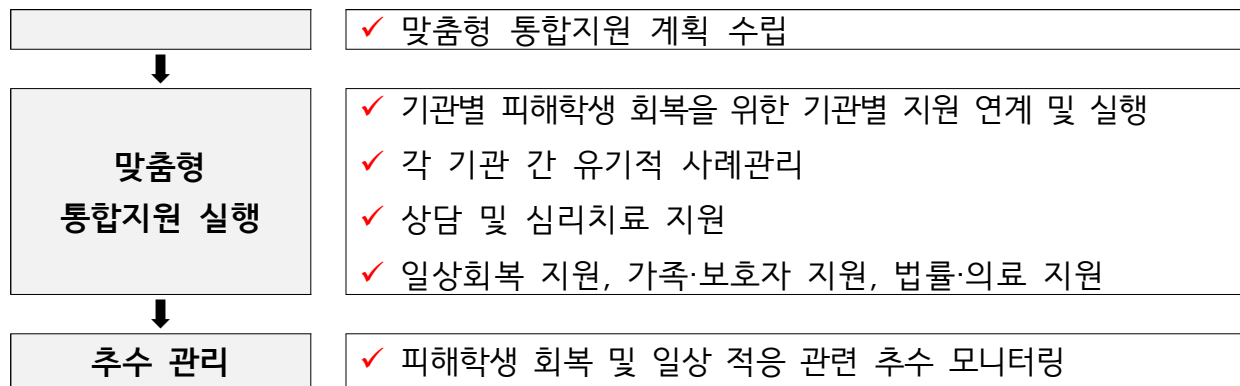 ✓ 맞춤형 통합지원 계획 수립
맞춤형
통합지원 실행
✓ 기관별 피해학생 회복을 위한 기관별 지원 연계 및 실행
✓ 각 기관 간 유기적 사례관리
✓ 상담 및 심리치료 지원
✓ 일상회복 지원, 가족·보호자 지원, 법률·의료 지원
추수 관리
✓ 피해학생 회복 및 일상 적응 관련 추수 모니터링